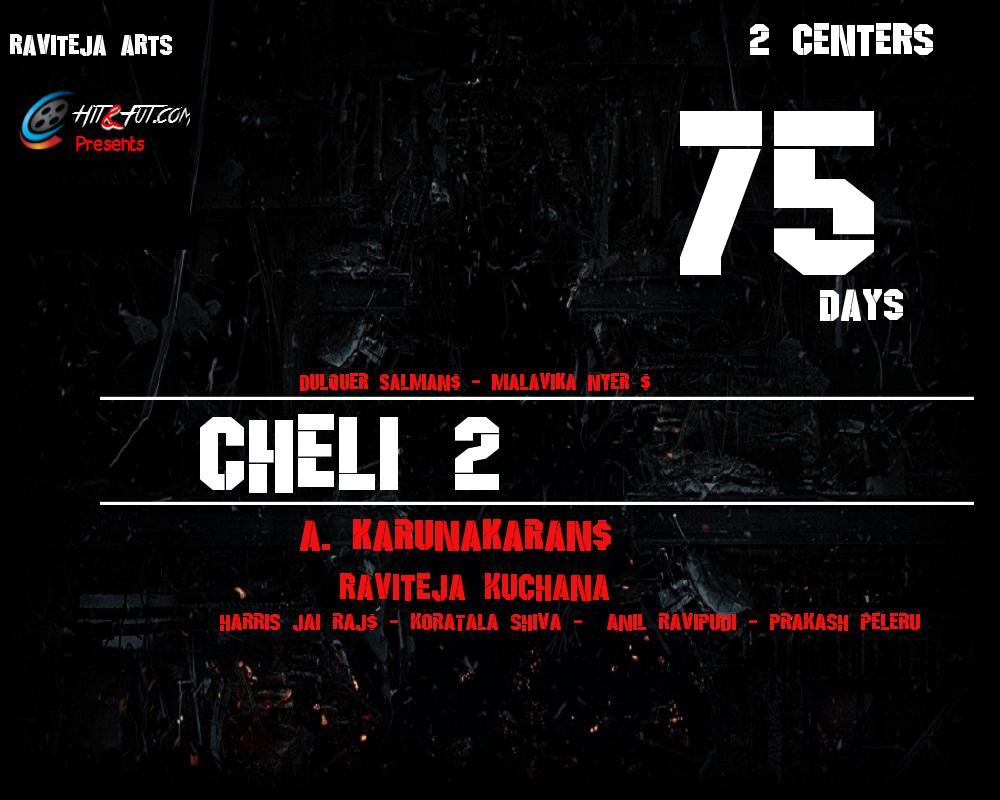 RAVITEJA ARTS
2 CENTERS
HIT&FUT.COM
Presents
75
DAYS
DULQUER SALMAN$ - MALAVIKA NYER $
CHELI 2
A. KARUNAKARAN$
RAVITEJA KUCHANA
HARRIS JAI RAJ$ - KORATALA SHIVA - ANIL RAVIPUDI - PRAKASH PELERU